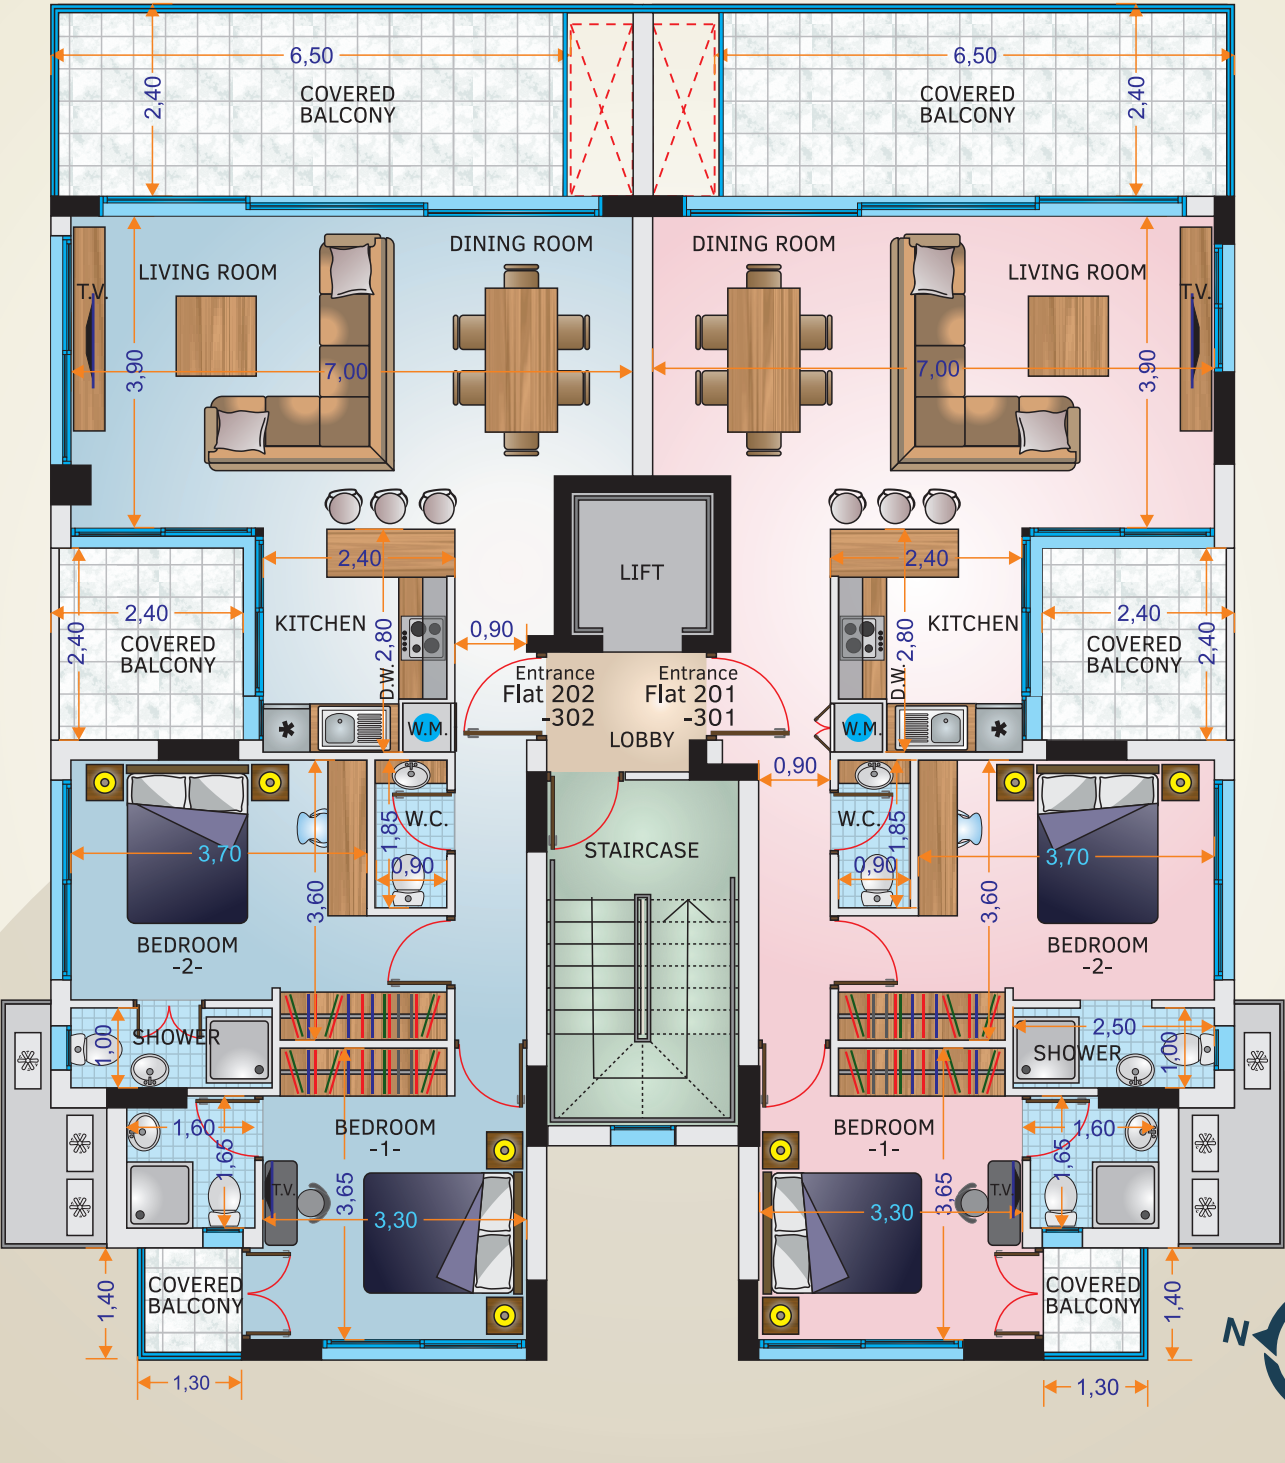 6,50
6,50
2,40
COVERED
BALCONY
COVERED
BALCONY
2,40
DINING ROOM
DINING ROOM
LIVING ROOM
LIVING ROOM
T.V.
T.V.
3,90
7,00
7,00
3,90
2,40
2,40
LIFT
2,40
2,40
COVERED
BALCONY
KITCHEN
2,80
D.W.
0,90
KITCHEN
2,80
D.W.
2,40
2,40
COVERED
BALCONY
Entrance
Flat 202
-302
Entrance
Flat 201
-301
LOBBY
W.M.
W.M.
0,90
W.C.
1,85
0,90
W.C.
1,85
0,90
STAIRCASE
3,70
3,60
3,70
3,60
BEDROOM
-2-
BEDROOM
-2-
1,00
SHOWER
2,50
SHOWER
1,00
1,60
1,65
BEDROOM
-1-
BEDROOM
-1-
1,60
1,65
T.V.
3,65
3,30
3,30
3,65
T.V.
COVERED
BALCONY
COVERED
BALCONY
1,40
1,40
N
1,30
1,30